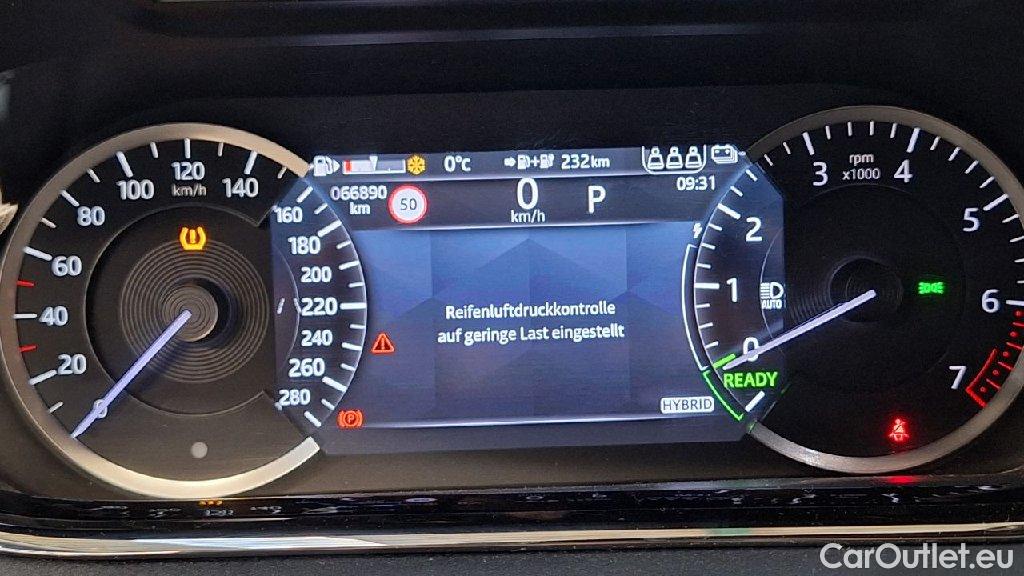 0°C
232km
066890
km
50
0
km/h
P
09:31
Reifenluftdruckkontrolle
auf geringe Last eingestellt
HYBRID
READY
AUTO
0
20
40
60
80
100
120
km/h
140
160
180
200
220
240
260
280
0
1
2
3
rpm
x1000
4
5
6
7
P
CarOutlet.eu